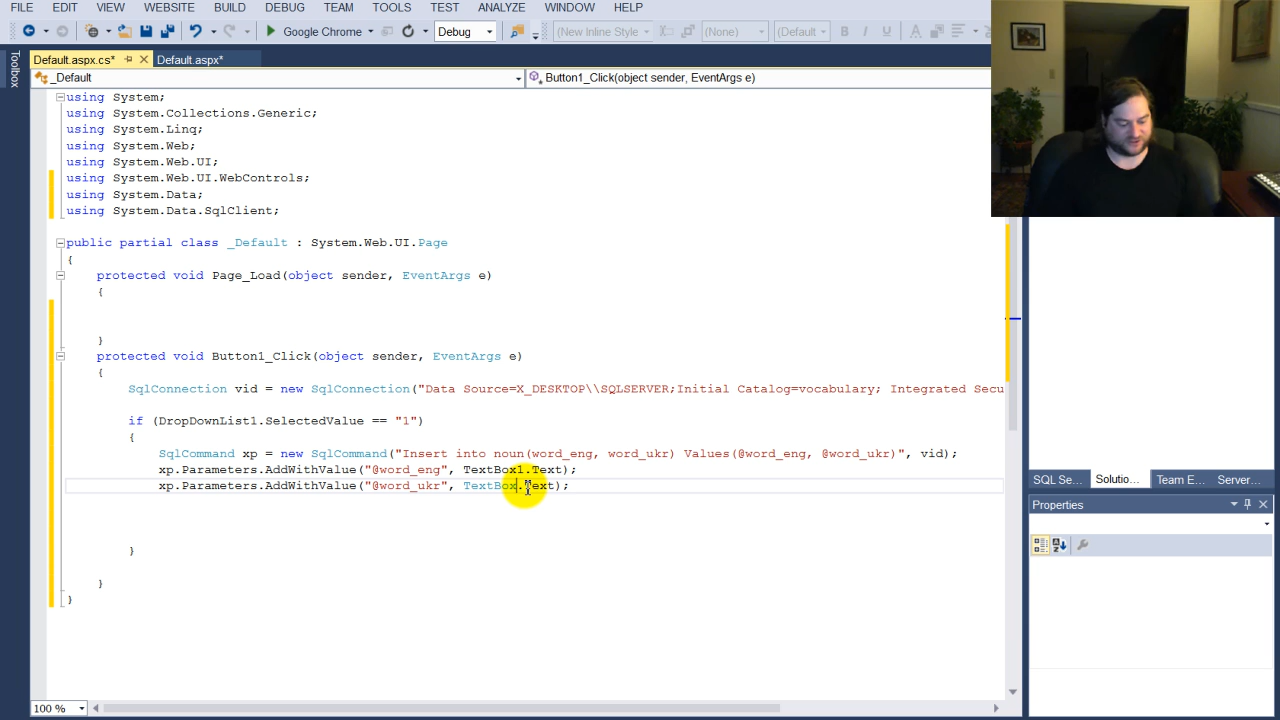 FILE EDIT VIEW WEBSITE BUILD DEBUG TEAM TOOLS TEST ANALYZE WINDOW HELP
Google Chrome Debug (New Inline Style) (None) (Default B I U A
Toolbox
Default.aspx.cs* Default.aspx*
_Default Button1_Click(object sender, EventArgs e)
using System;
using System.Collections.Generic;
using System.Linq;
using System.Web;
using System.Web.UI;
using System.Web.UI.WebControls;
using System.Data;
using System.Data.SqlClient;
public partial class _Default : System.Web.UI.Page
{
protected void Page_Load(object sender, EventArgs e)
{
}
protected void Button1_Click(object sender, EventArgs e)
{
SqlConnection vid = new SqlConnection("Data Source=X_DESKTOP\\SQLSERVER;Initial Catalog=vocabulary; Integrated Secu
if (DropDownList1.SelectedValue == "1")
{
SqlCommand xp = new SqlCommand("Insert into noun(word_eng, word_ukr) Values(@word_eng, @word_ukr)", vid);
xp.Parameters.AddWithValue("@word_eng", TextBox1.Text);
xp.Parameters.AddWithValue("@word_ukr", TextBox.Text);
}
}
}
SQL Se... Solutio... Team E... Server...
Properties
100 %